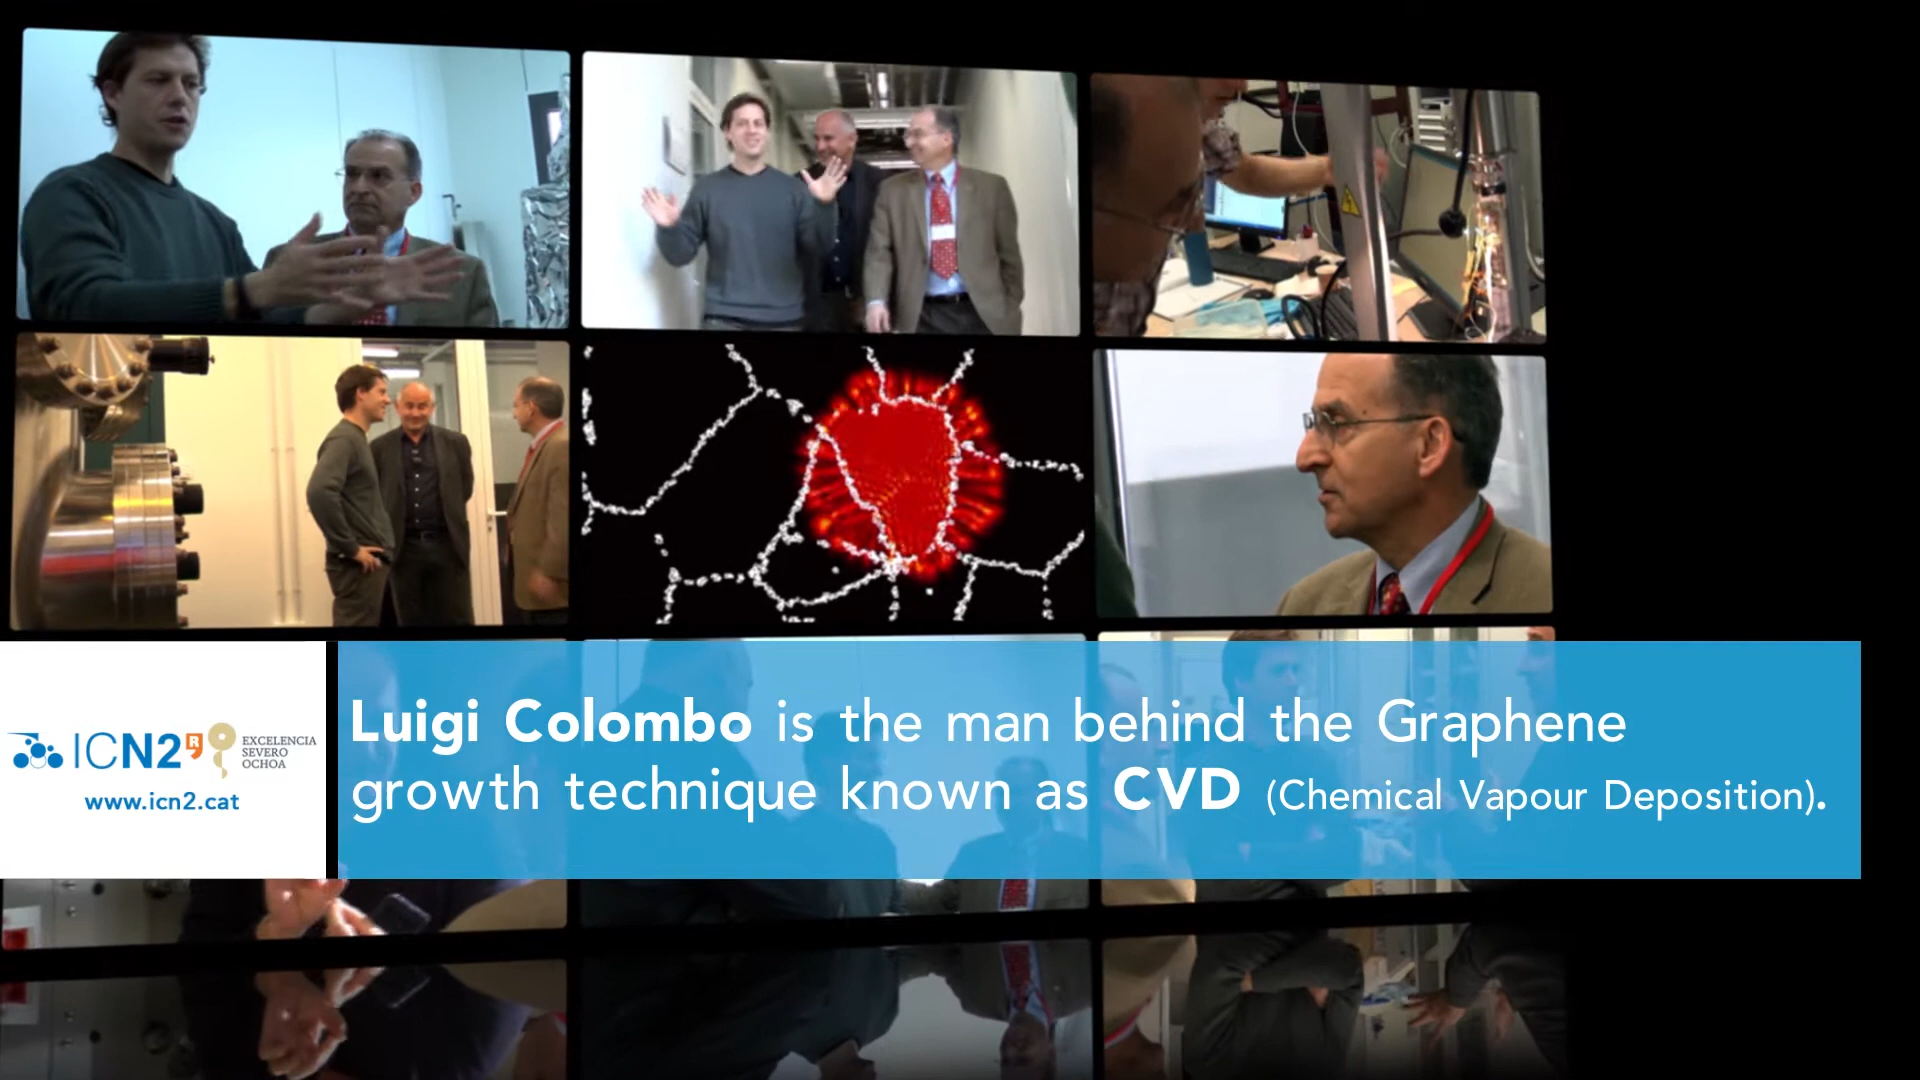 ICN2R
EXCELENCIA
SEVERO
OCHOA
www.icn2.cat
Luigi Colombo is the man behind the Graphene
growth technique known as CVD (Chemical Vapour Deposition).